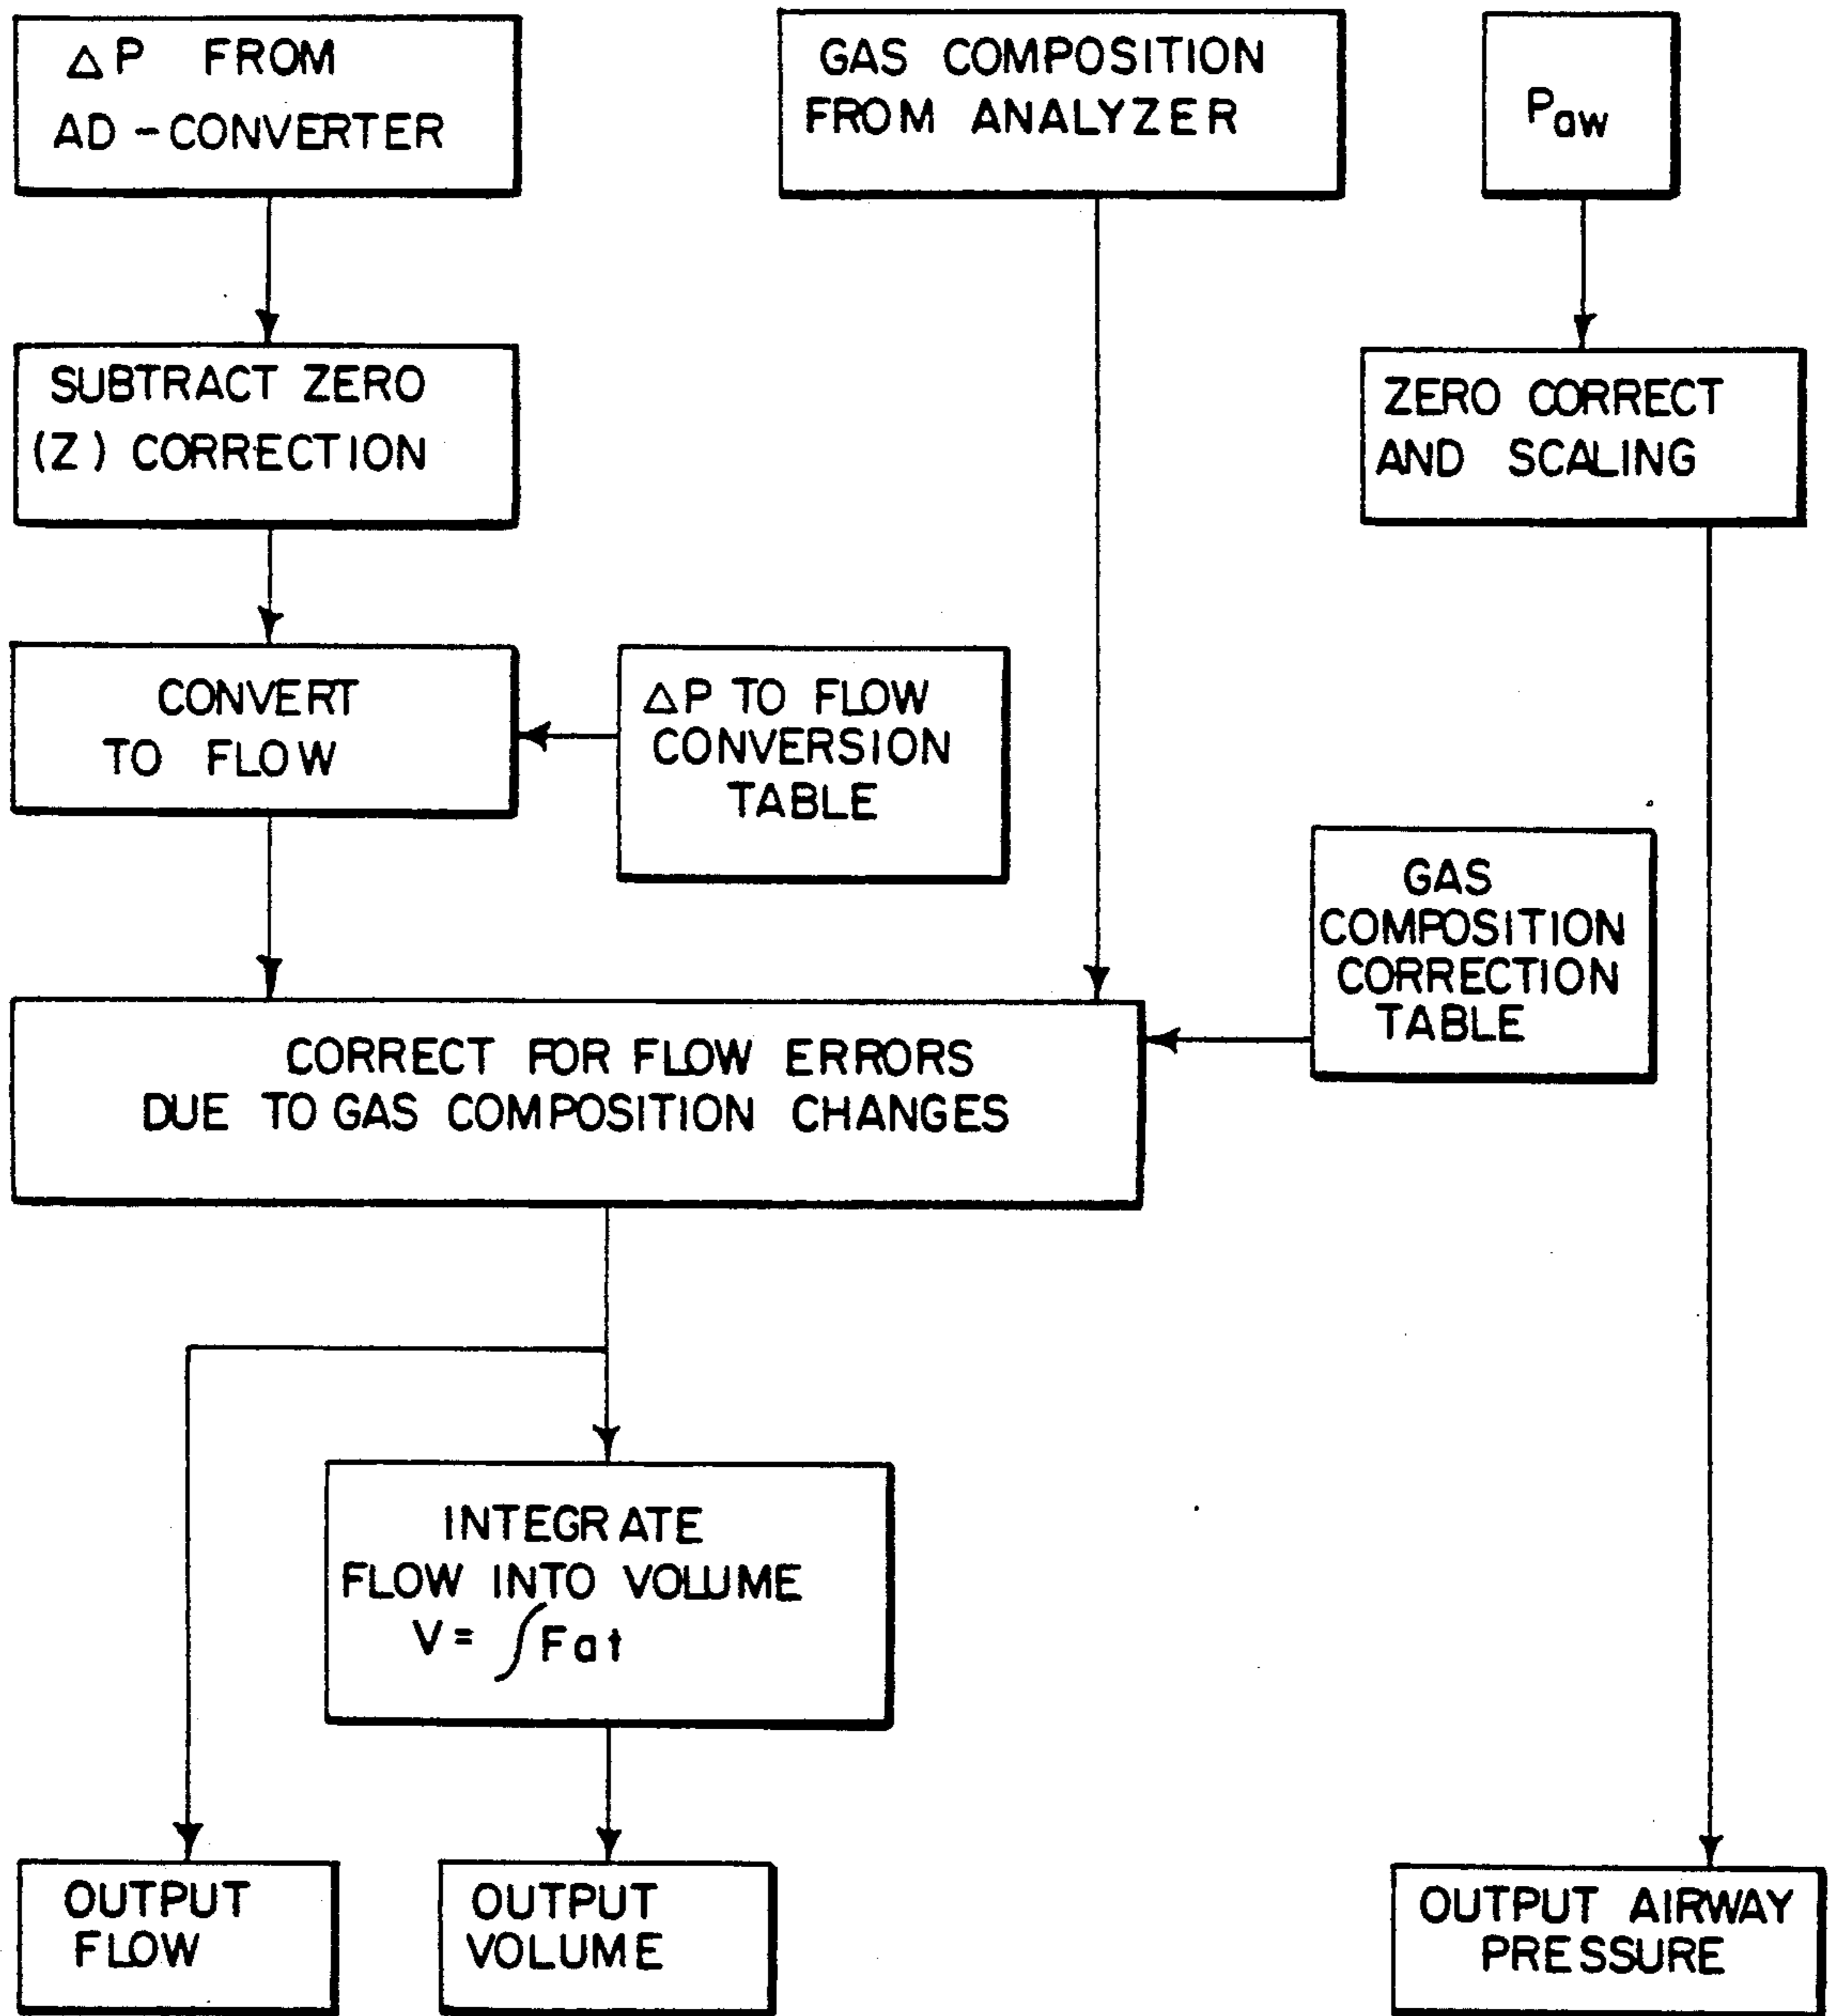 △P FROM
AD-CONVERTER
GAS COMPOSITION
FROM ANALYZER
Paw
SUBTRACT ZERO
(Z) CORRECTION
ZERO CORRECT
AND SCALING
CONVERT
TO FLOW
△P TO FLOW
CONVERSION
TABLE
GAS
COMPOSITION
CORRECTION
TABLE
CORRECT FOR FLOW ERRORS
DUE TO GAS COMPOSITION CHANGES
INTEGRATE
FLOW INTO VOLUME
V= ∫Fat
OUTPUT
FLOW
OUTPUT
VOLUME
OUTPUT AIRWAY
PRESSURE